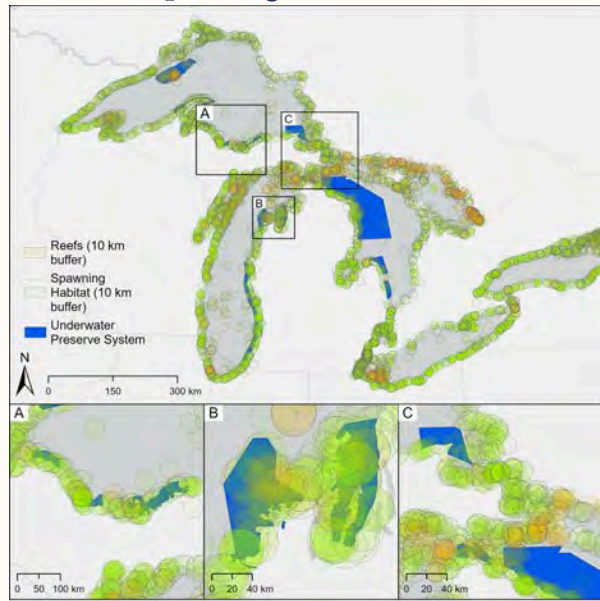 A
C
B
Reefs (10 km
buffer)
Spawning
Habitat (10 km
buffer)
Underwater
Preserve System
N
0 150 300 km
A
B
C
0 50 100 km
0 20 40 km
0 20 40 km